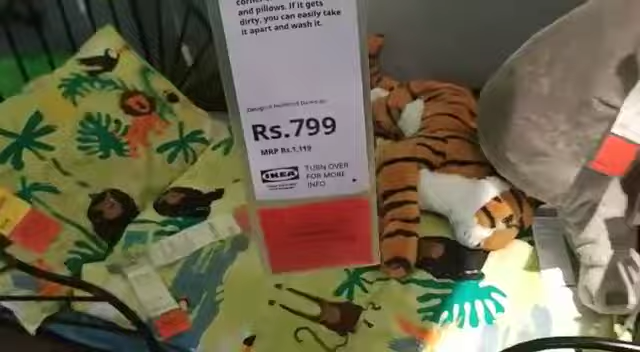 and pillows. If it gets
dirty, you can easily take
it apart and wash it.
Rs.799
MRP Rs.1,119
IKEA
TURN OVER
FOR MORE
INFO